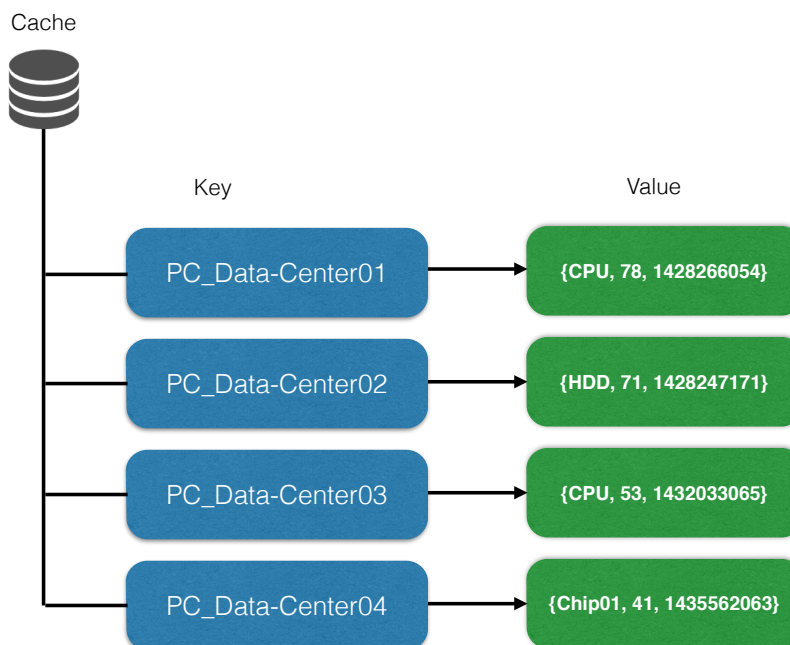 Cache
Key
Value
PC_Data-Center01
{CPU, 78, 1428266054}
PC_Data-Center02
{HDD, 71, 1428247171}
PC_Data-Center03
{CPU, 53, 1432033065}
PC_Data-Center04
{Chip01, 41, 1435562063}